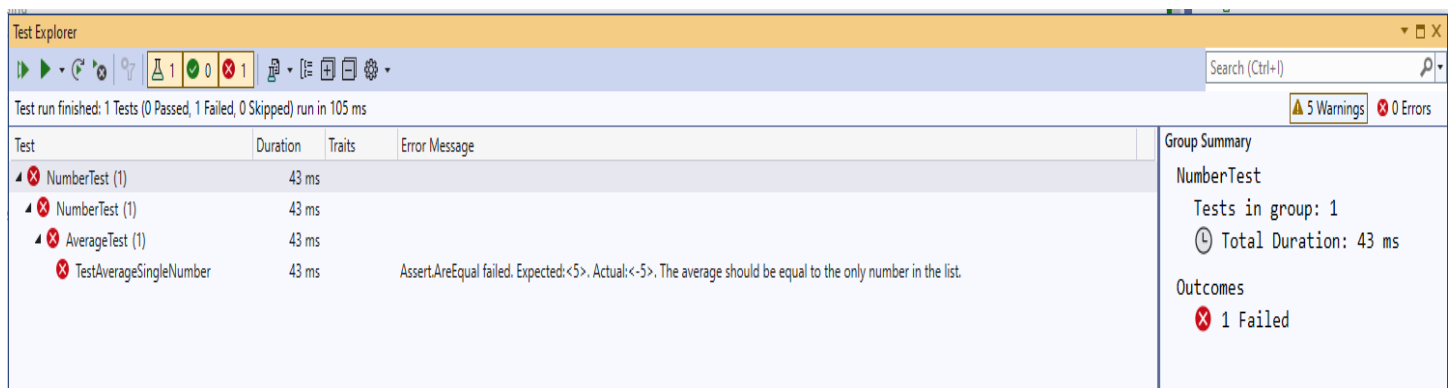 Test Explorer
1 0 1
Search (Ctrl+I)
Test run finished: 1 Tests (0 Passed, 1 Failed, 0 Skipped) run in 105 ms
5 Warnings
0 Errors
Test Duration Traits Error Message
NumberTest (1) 43 ms
NumberTest (1) 43 ms
AverageTest (1) 43 ms
TestAverageSingleNumber 43 ms Assert.AreEqual failed. Expected:<5>. Actual:<-5>. The average should be equal to the only number in the list.
Group Summary
NumberTest
Tests in group: 1
Total Duration: 43 ms
Outcomes
1 Failed